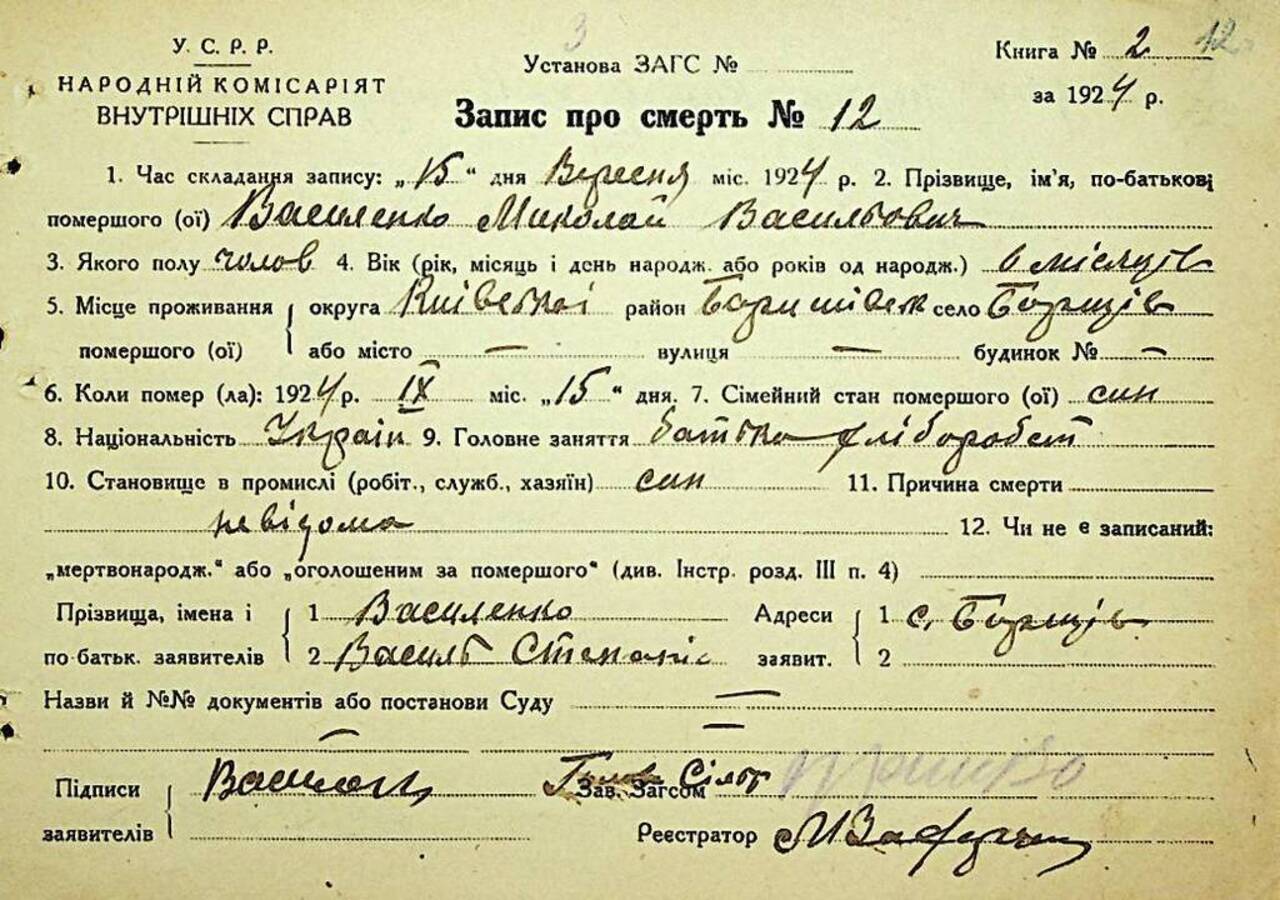 3
12
У. С. Р. Р.
НАРОДНІЙ КОМІСАРІЯТ
ВНУТРІШНІХ СПРАВ
Установа ЗАГС №
Книга № 2
за 1924 р.
Запис про смерть № 12
1. Час складання запису: „15“ дня Вересня міс. 1924 р. 2. Прізвище, ім'я, по-батькові
помершого (ої) Василенко Миколай Васильович
3. Якого полу чолов 4. Вік (рік, місяць і день народж. або років од народж.) 6 місяців
5. Місце проживання округа Київської район село Борщів
помершого (ої) або місто — вулиця — будинок № —
6. Коли помер (ла): 1924 р. IX міс. „15“ дня. 7. Сімейний стан помершого (ої) син
8. Національність Україн 9. Головне заняття батько хлібороб
10. Становище в промислі (робіт., служб., хазяїн) син 11. Причина смерти
невідома 12. Чи не є записаний:
„мертвонародж.“ або „оголошеним за помершого“ (див. Інстр. розд. III п. 4)
Прізвища, імена і 1 Василенко Адреси 1 с. Борщів
по батьк. заявителів 2 Василь заявит. 2
Назви й №№ документів або постанови Суду —
— —
Підписи Голова Сільр
Зав. Загсом
заявителів Реєстратор